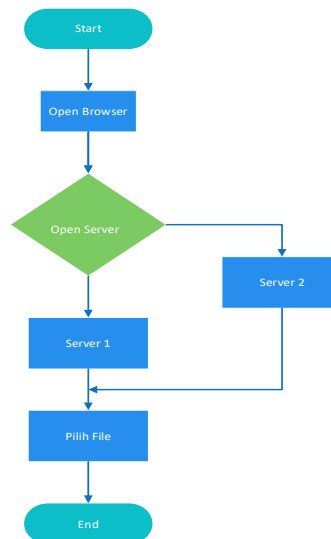 Start
Open Browser
Open Server
Server 2
Server 1
Pilih File
End